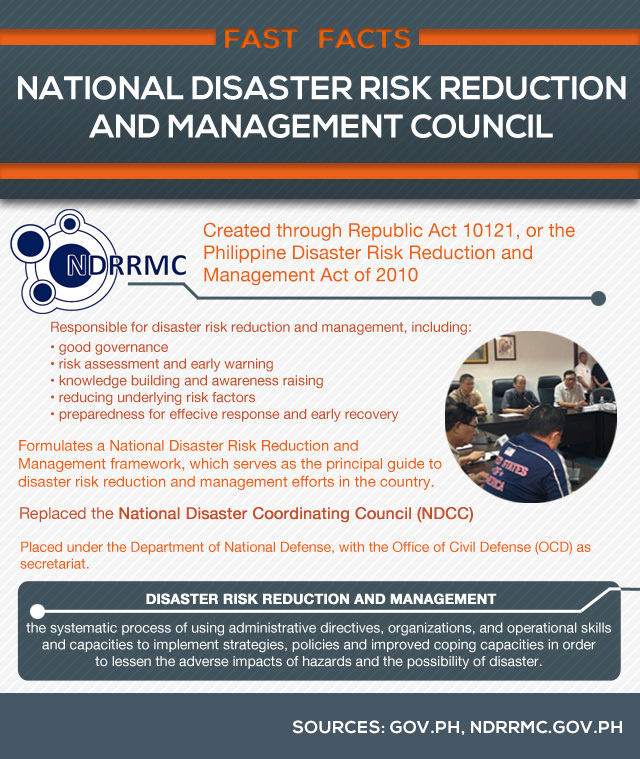 FAST FACTS
NATIONAL DISASTER RISK REDUCTION
AND MANAGEMENT COUNCIL
NDRRMC
Created through Republic Act 10121, or the
Philippine Disaster Risk Reduction and
Management Act of 2010
Responsible for disaster risk reduction and management, including:
• good governance
• risk assessment and early warning
• knowledge building and awareness raising
• reducing underlying risk factors
• preparedness for effecive response and early recovery
Formulates a National Disaster Risk Reduction and
Management framework, which serves as the principal guide to
disaster risk reduction and management efforts in the country.
Replaced the National Disaster Coordinating Council (NDCC)
Placed under the Department of National Defense, with the Office of Civil Defense (OCD) as
secretariat.
DISASTER RISK REDUCTION AND MANAGEMENT
the systematic process of using administrative directives, organizations, and operational skills
and capacities to implement strategies, policies and improved coping capacities in order
to lessen the adverse impacts of hazards and the possibility of disaster.
SOURCES: GOV.PH, NDRRMC.GOV.PH